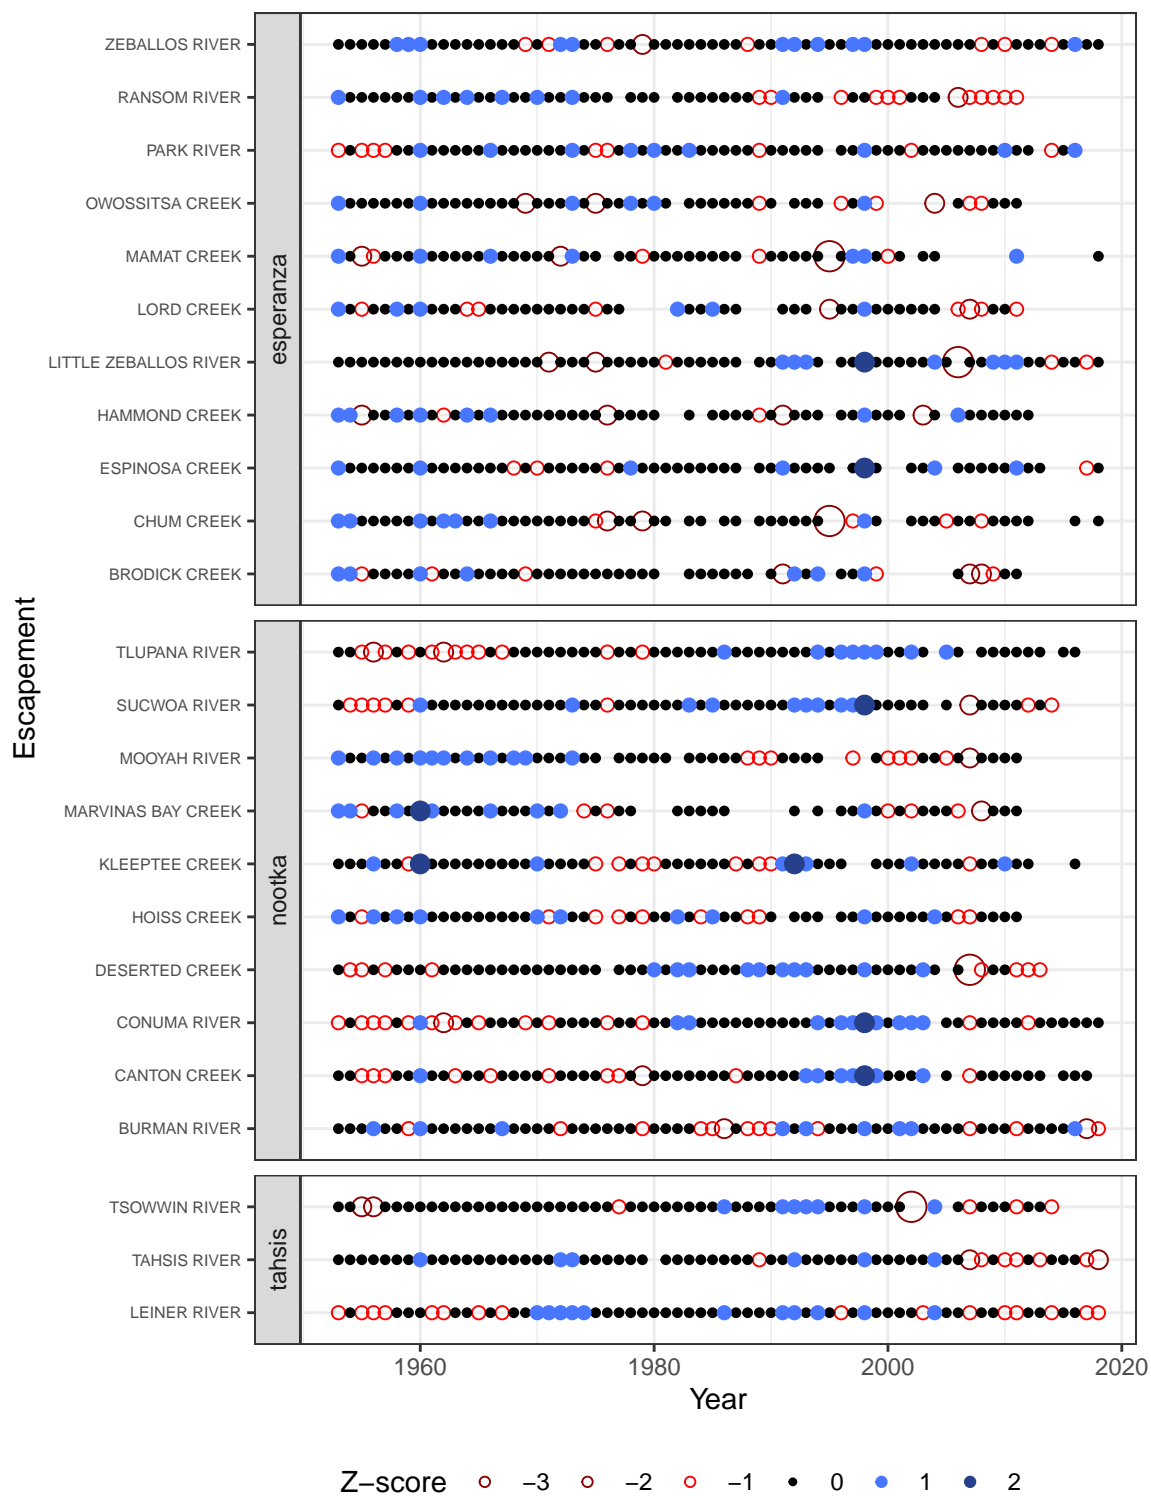 ZEBALLOS RIVER
RANSOM RIVER
PARK RIVER
OWOSSITSA CREEK
MAMAT CREEK
LORD CREEK
LITTLE ZEBALLOS RIVER
HAMMOND CREEK
ESPINOSA CREEK
CHUM CREEK
BRODICK CREEK
esperanza
TLUPANA RIVER
SUCWOA RIVER
MOOYAH RIVER
MARVINAS BAY CREEK
KLEEPTEE CREEK
HOISS CREEK
DESERTED CREEK
CONUMA RIVER
CANTON CREEK
BURMAN RIVER
nootka
TSOWWIN RIVER
TAHSIS RIVER
LEINER RIVER
tahsis
Escapement
1960 1980 2000 2020
Year
Z−score −3 −2 −1 0 1 2